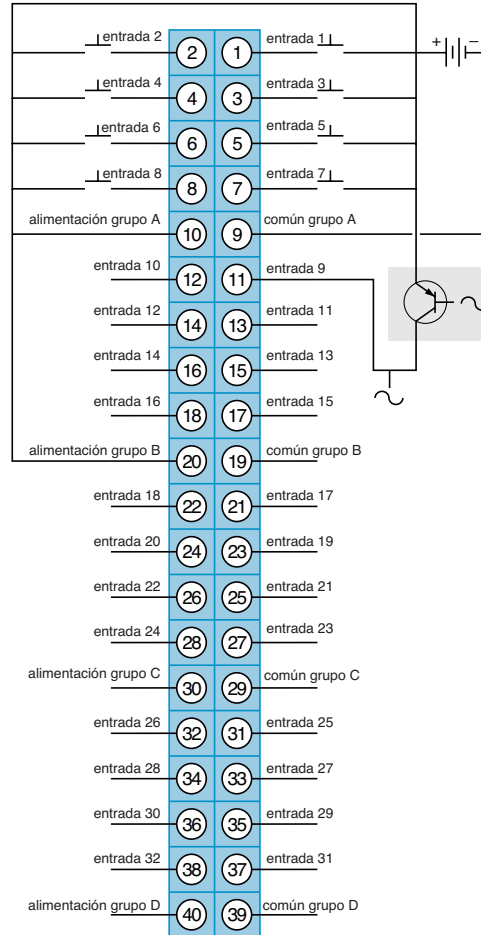 entrada 2 2 1 entrada 1 + −
entrada 4 4 3 entrada 3
entrada 6 6 5 entrada 5
entrada 8 8 7 entrada 7
alimentación grupo A 10 9 común grupo A
entrada 10 12 11 entrada 9
entrada 12 14 13 entrada 11
entrada 14 16 15 entrada 13
entrada 16 18 17 entrada 15
alimentación grupo B 20 19 común grupo B
entrada 18 22 21 entrada 17
entrada 20 24 23 entrada 19
entrada 22 26 25 entrada 21
entrada 24 28 27 entrada 23
alimentación grupo C 30 29 común grupo C
entrada 26 32 31 entrada 25
entrada 28 34 33 entrada 27
entrada 30 36 35 entrada 29
entrada 32 38 37 entrada 31
alimentación grupo D 40 39 común grupo D